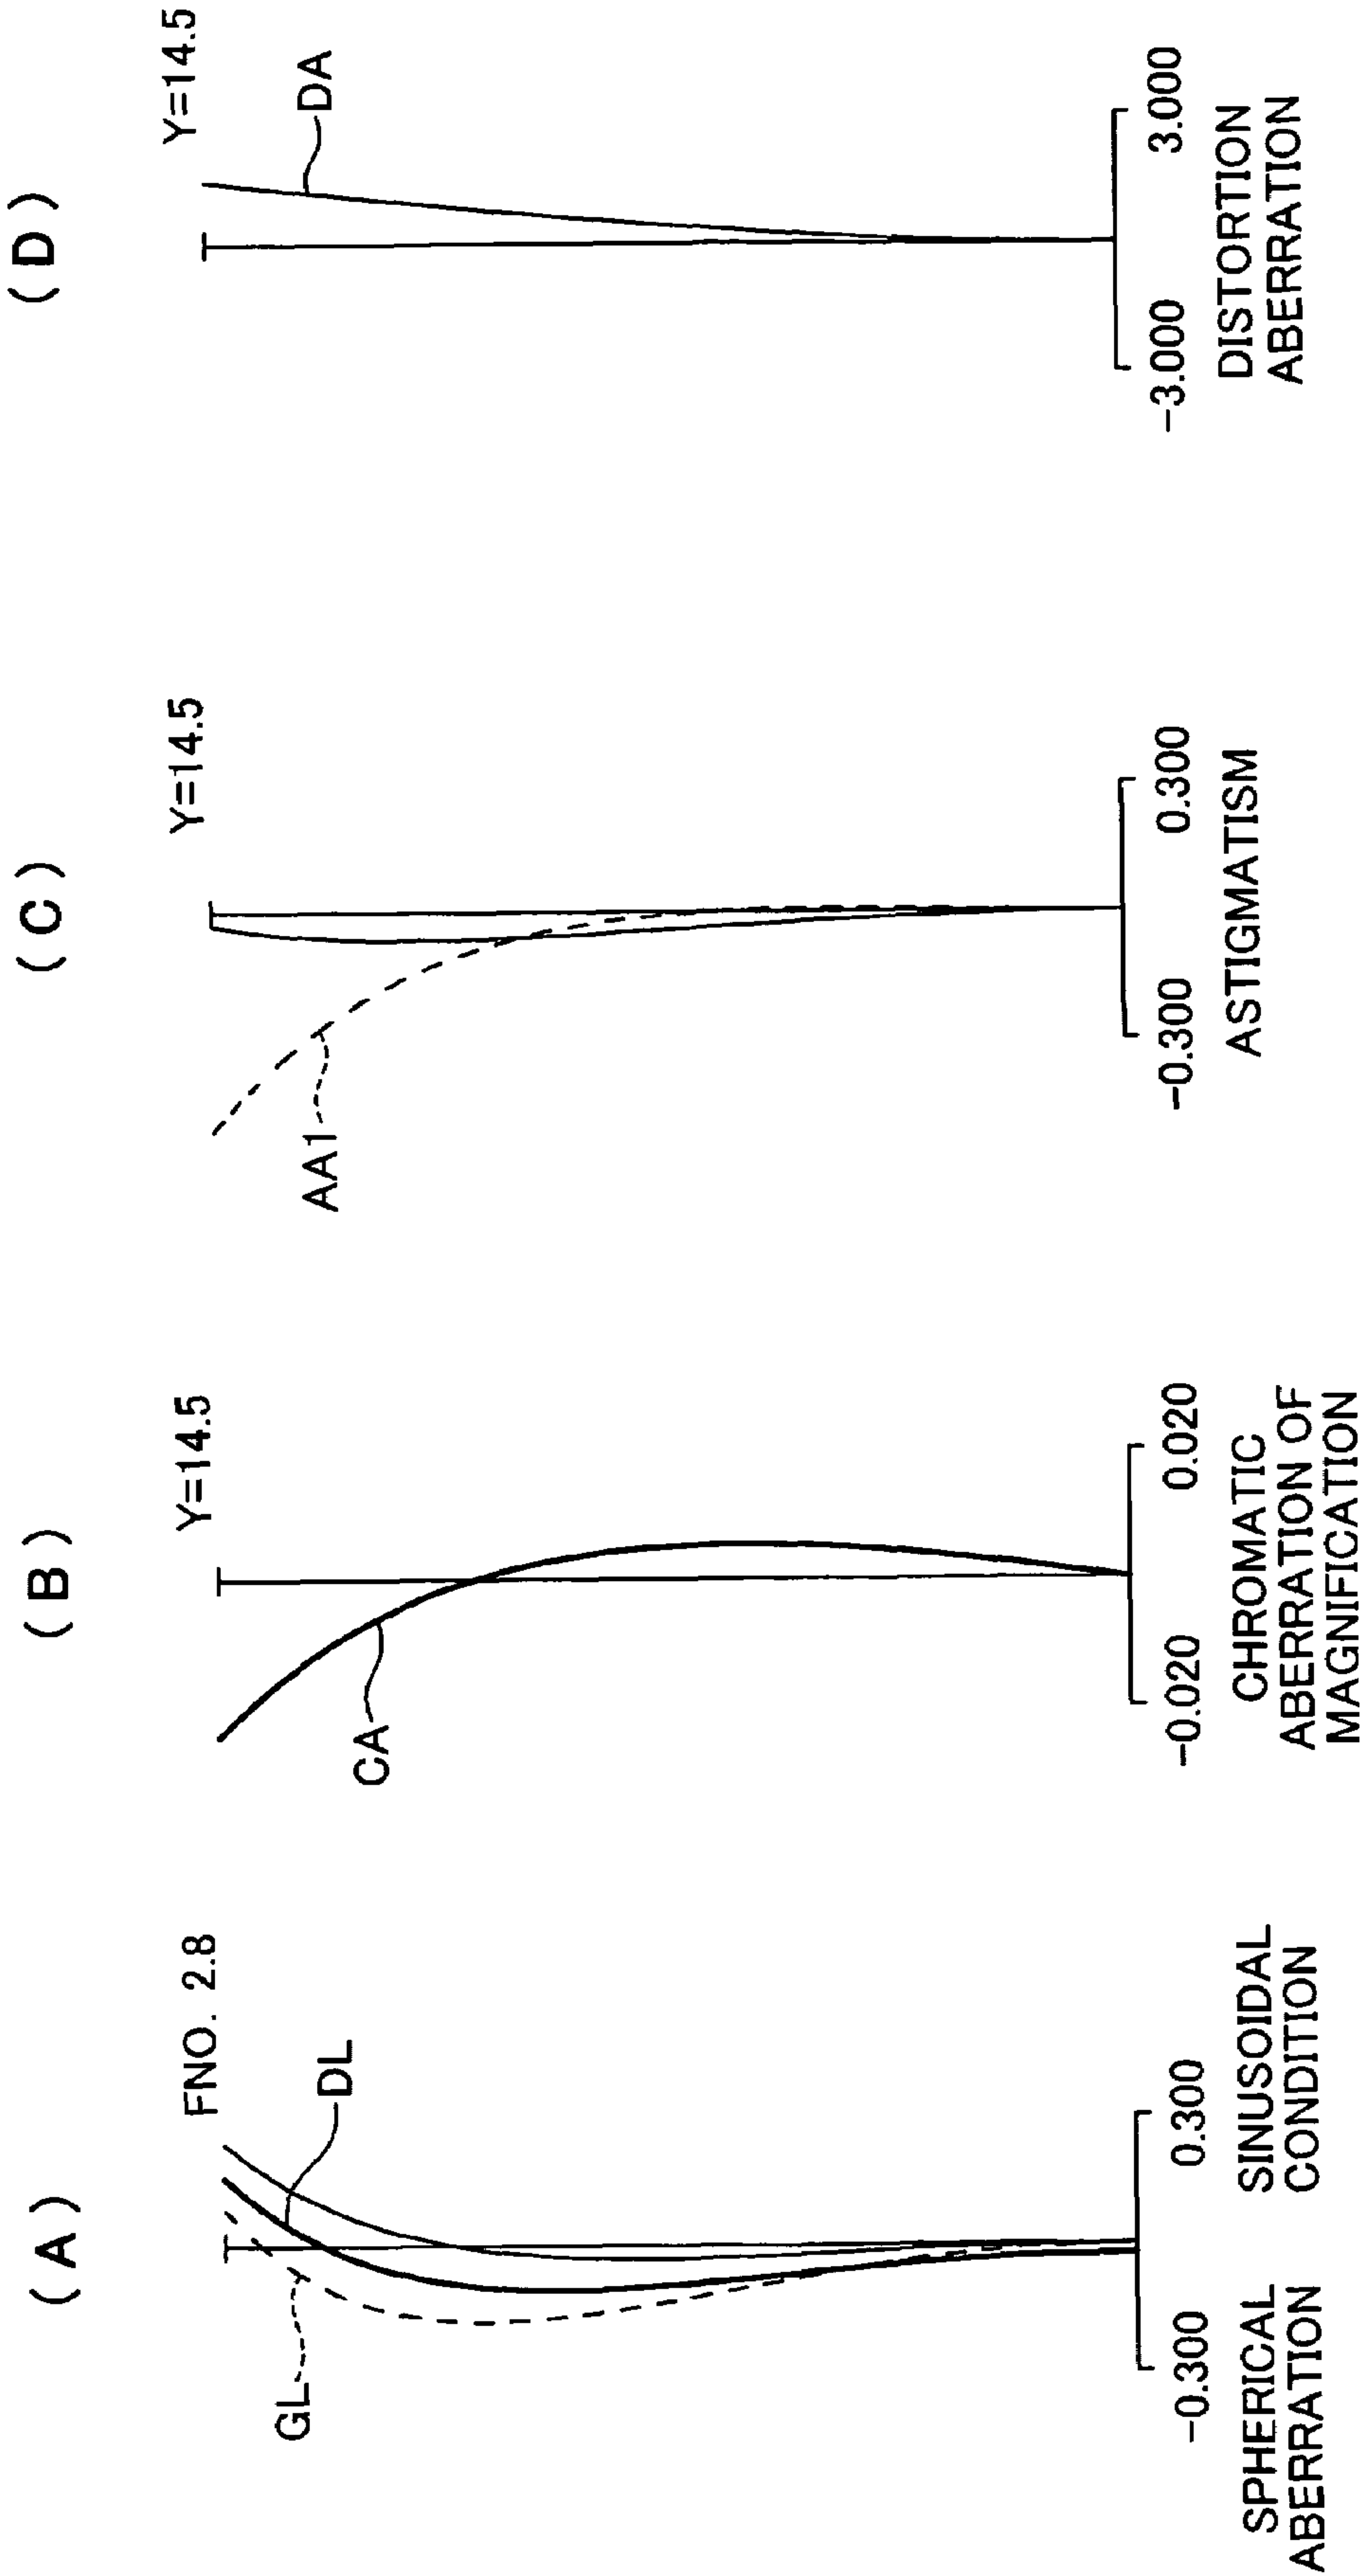 (A)
FNO. 2.8
DL
GL
-0.300
0.300
SPHERICAL
ABERRATION
SINUSOIDAL
CONDITION
(B)
Y=14.5
CA
-0.020
0.020
CHROMATIC
ABERRATION OF
MAGNIFICATION
(C)
Y=14.5
AA1
-0.300
0.300
ASTIGMATISM
(D)
Y=14.5
DA
-3.000
3.000
DISTORTION
ABERRATION